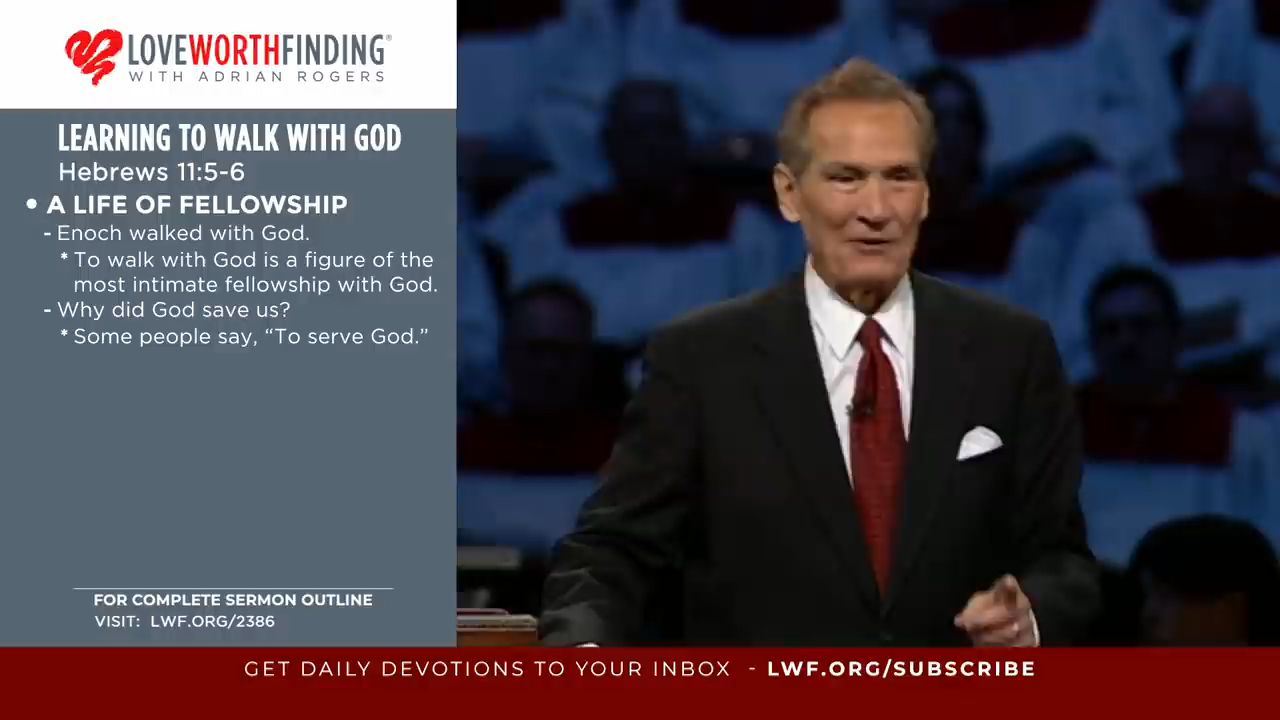 LOVEWORTHFINDING®
WITH ADRIAN ROGERS
LEARNING TO WALK WITH GOD
Hebrews 11:5-6
• A LIFE OF FELLOWSHIP
- Enoch walked with God.
* To walk with God is a figure of the
most intimate fellowship with God.
- Why did God save us?
* Some people say, “To serve God.”
FOR COMPLETE SERMON OUTLINE
VISIT: LWF.ORG/2386
GET DAILY DEVOTIONS TO YOUR INBOX - LWF.ORG/SUBSCRIBE